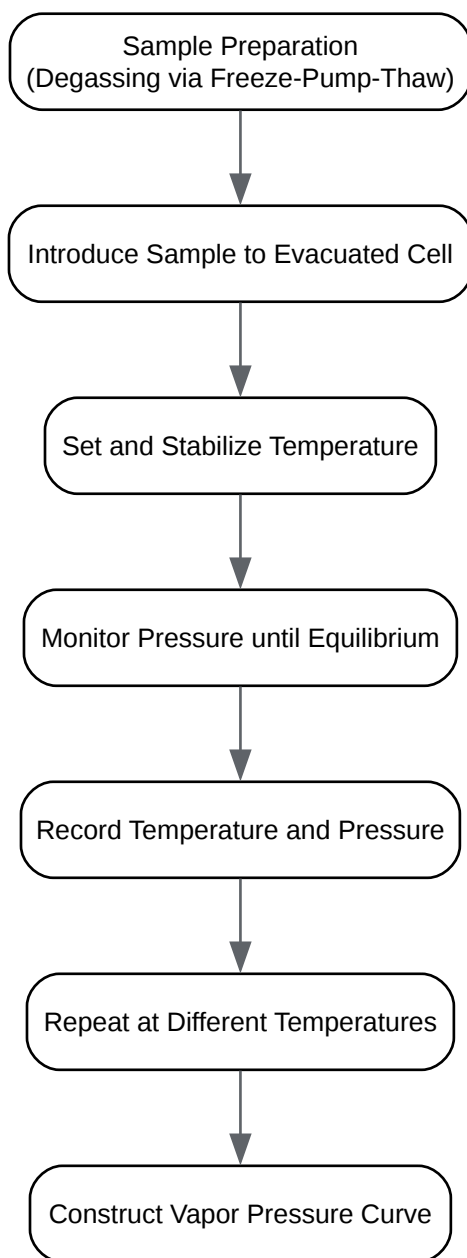 Sample Preparation
(Degassing via Freeze-Pump-Thaw)
Introduce Sample to Evacuated Cell
Set and Stabilize Temperature
Monitor Pressure until Equilibrium
Record Temperature and Pressure
Repeat at Different Temperatures
Construct Vapor Pressure Curve